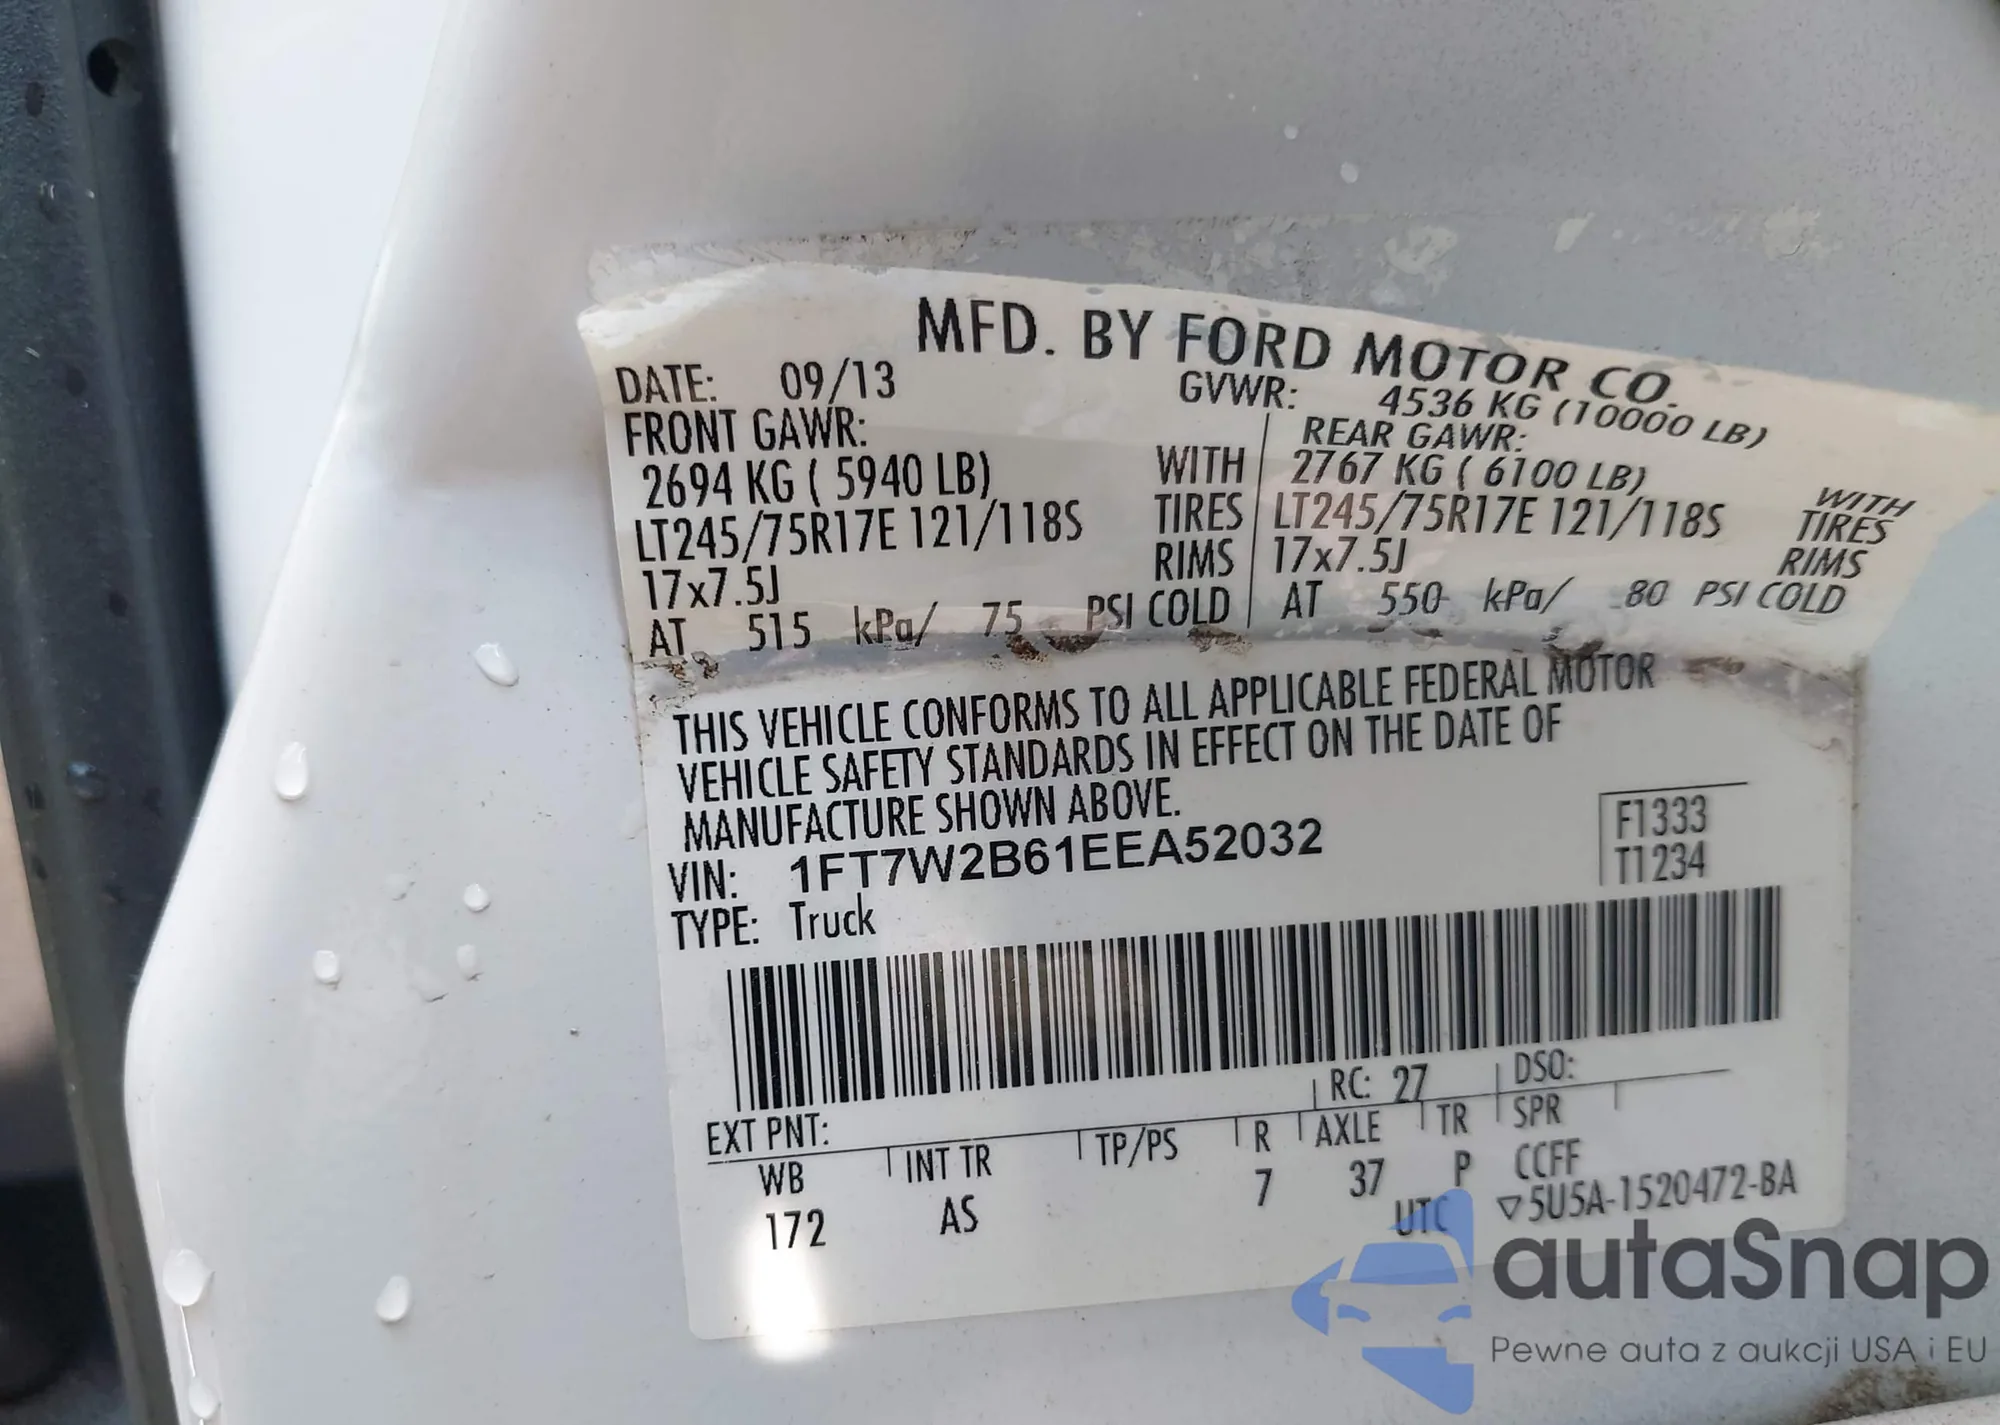 MFD. BY FORD MOTOR CO.
DATE: 09/13 GVWR: 4536 KG (10000 LB)
FRONT GAWR: REAR GAWR:
2694 KG ( 5940 LB) WITH 2767 KG ( 6100 LB) WITH
LT245/75R17E 121/118S TIRES LT245/75R17E 121/118S TIRES
17x7.5J RIMS 17x7.5J RIMS
AT 515 kPa/ 75 PSI COLD AT 550 kPa/ 80 PSI COLD
THIS VEHICLE CONFORMS TO ALL APPLICABLE FEDERAL MOTOR
VEHICLE SAFETY STANDARDS IN EFFECT ON THE DATE OF
MANUFACTURE SHOWN ABOVE.
VIN: 1FT7W2B61EEA52032
TYPE: Truck
F1333
T1234
EXT PNT: RC: 27 DSO:
WB INT TR TP/PS R AXLE TR SPR
172 AS 7 37 P CCFF
UTC ▽5U5A-1520472-BA
autaSnap
Pewne auta z aukcji USA i EU